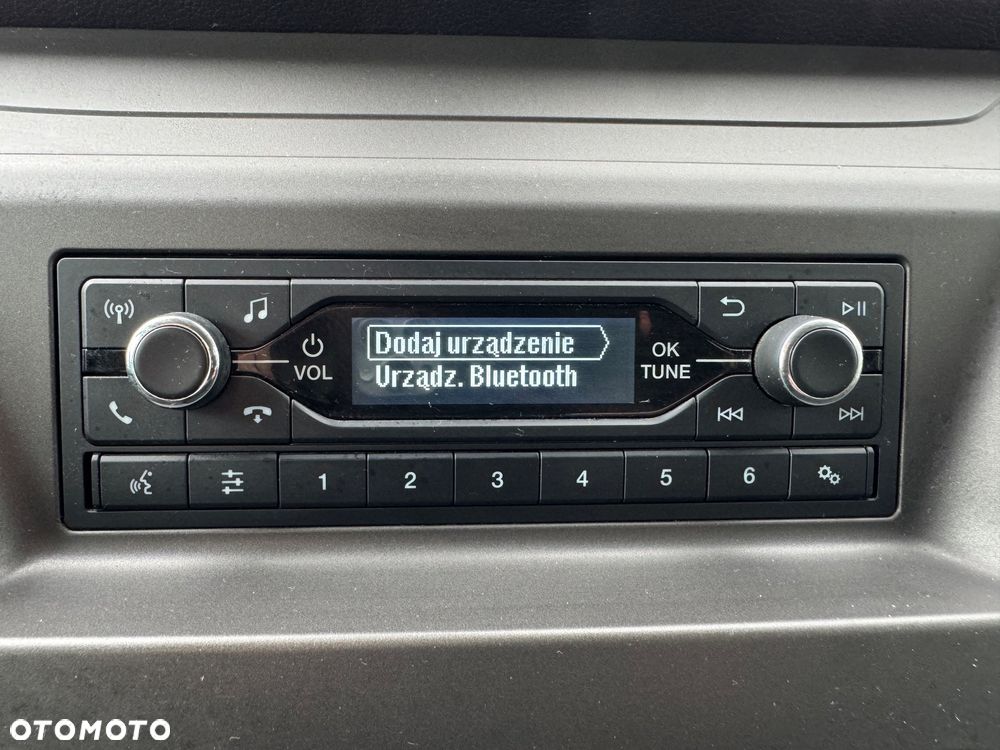 Dodaj urządzenie
Urządz. Bluetooth
VOL
OK
TUNE
1 2 3 4 5 6
OTOMOTO